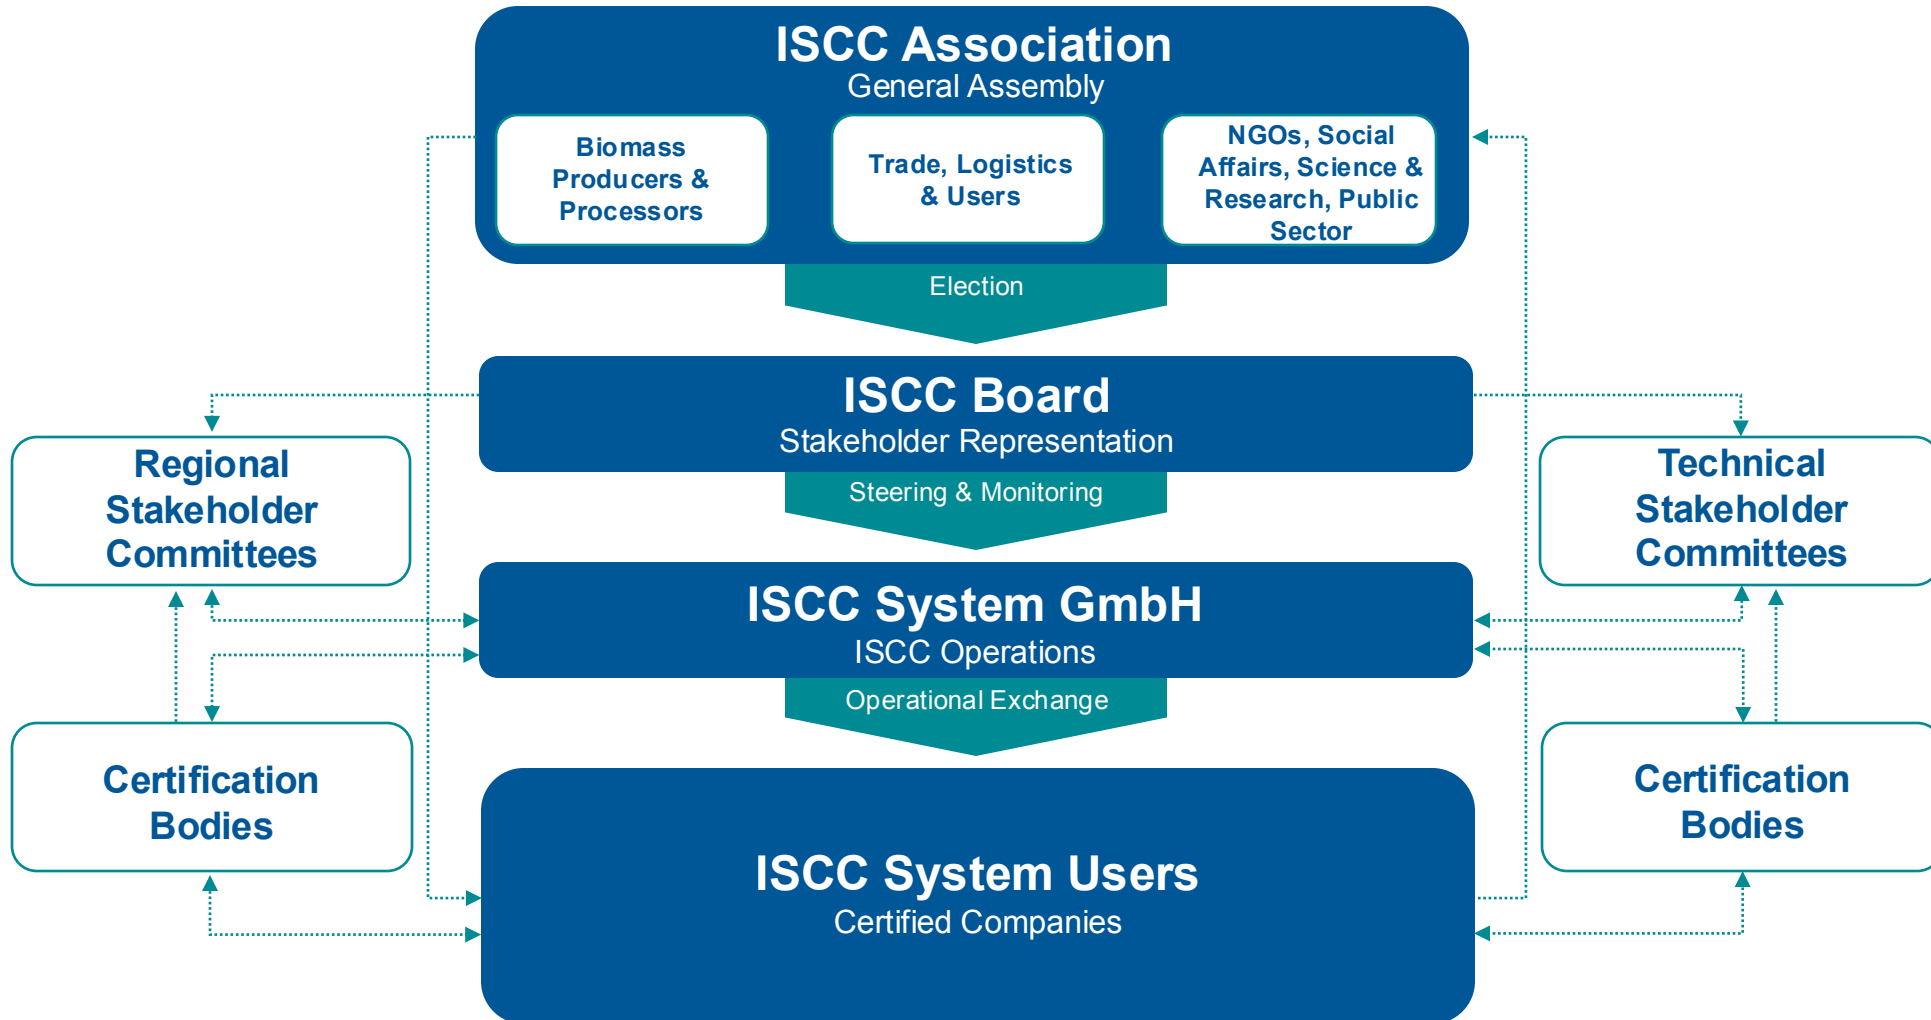 ISCC Association
General Assembly
Biomass
Producers &
Processors
Trade, Logistics
& Users
NGOs, Social
Affairs, Science &
Research, Public
Sector
Election
ISCC Board
Stakeholder Representation
Regional
Stakeholder
Committees
Technical
Stakeholder
Committees
Steering & Monitoring
ISCC System GmbH
ISCC Operations
Operational Exchange
Certification
Bodies
Certification
Bodies
ISCC System Users
Certified Companies